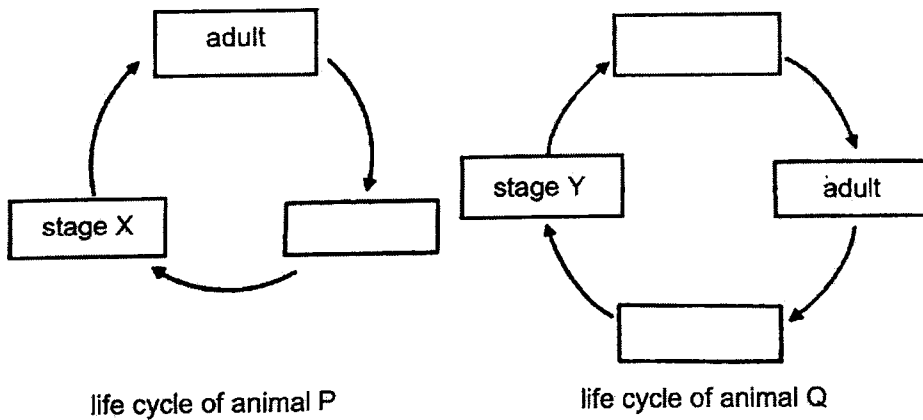 adult
stage X
life cycle of animal P
stage Y
adult
life cycle of animal Q